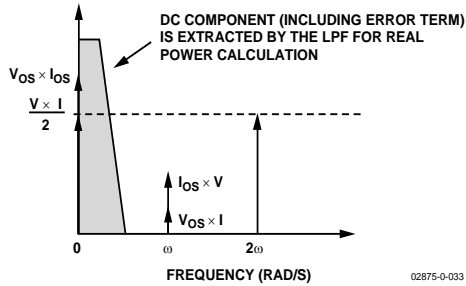 DC COMPONENT (INCLUDING ERROR TERM)
IS EXTRACTED BY THE LPF FOR REAL
POWER CALCULATION
VOS × IOS
V × I
2
IOS × V
VOS × I
0
ω
2ω
FREQUENCY (RAD/S)
02875-0-033